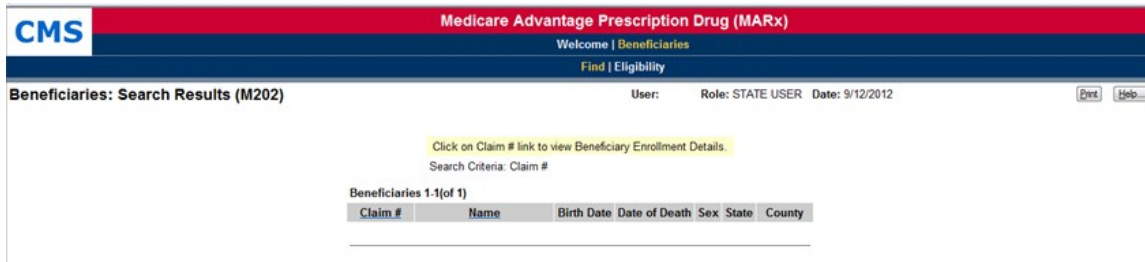 CMS
Medicare Advantage Prescription Drug (MARx)
Welcome | Beneficiaries
Find | Eligibility
Beneficiaries: Search Results (M202) User: Role: STATE USER Date: 9/12/2012 Print Help...
Click on Claim # link to view Beneficiary Enrollment Details.
Search Criteria: Claim #
Beneficiaries 1-1(of 1)
Claim # Name Birth Date Date of Death Sex State County